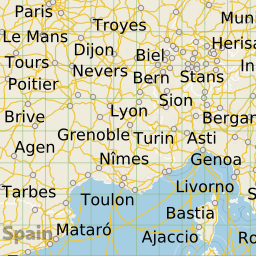 Paris
Troyes
Mun
Le Mans
Dijon
Biel
Herisa
Tours
Nevers
Bern
Stans
In
Poitier
Sion
Brive
Lyon
Bergan
Grenoble
Turin
Asti
Agen
Nîmes
Genoa
Tarbes
Toulon
Livorno
Bastia
Spain
Mataró
Ajaccio
Ro